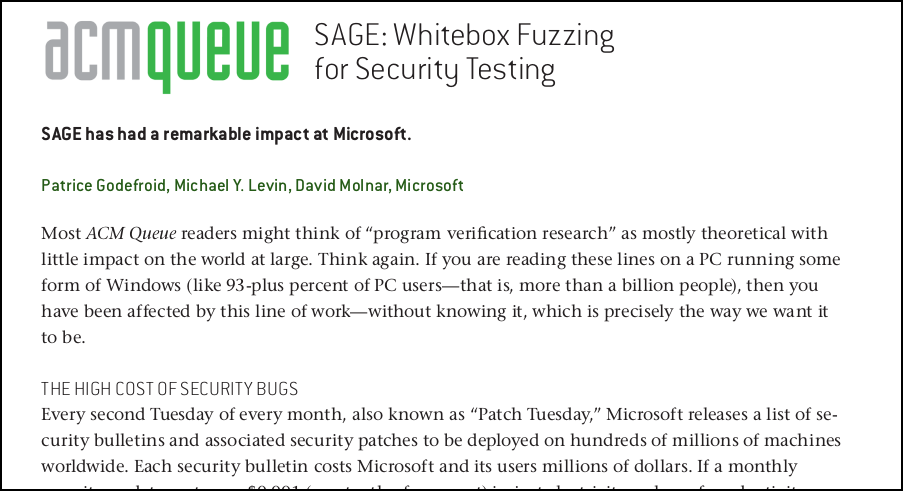 acmqueue
SAGE: Whitebox Fuzzing
for Security Testing
SAGE has had a remarkable impact at Microsoft.
Patrice Godefroid, Michael Y. Levin, David Molnar, Microsoft
Most ACM Queue readers might think of “program verification research” as mostly theoretical with
little impact on the world at large. Think again. If you are reading these lines on a PC running some
form of Windows (like 93-plus percent of PC users—that is, more than a billion people), then you
have been affected by this line of work—without knowing it, which is precisely the way we want it
to be.
THE HIGH COST OF SECURITY BUGS
Every second Tuesday of every month, also known as “Patch Tuesday,” Microsoft releases a list of se-
curity bulletins and associated security patches to be deployed on hundreds of millions of machines
worldwide. Each security bulletin costs Microsoft and its users millions of dollars. If a monthly